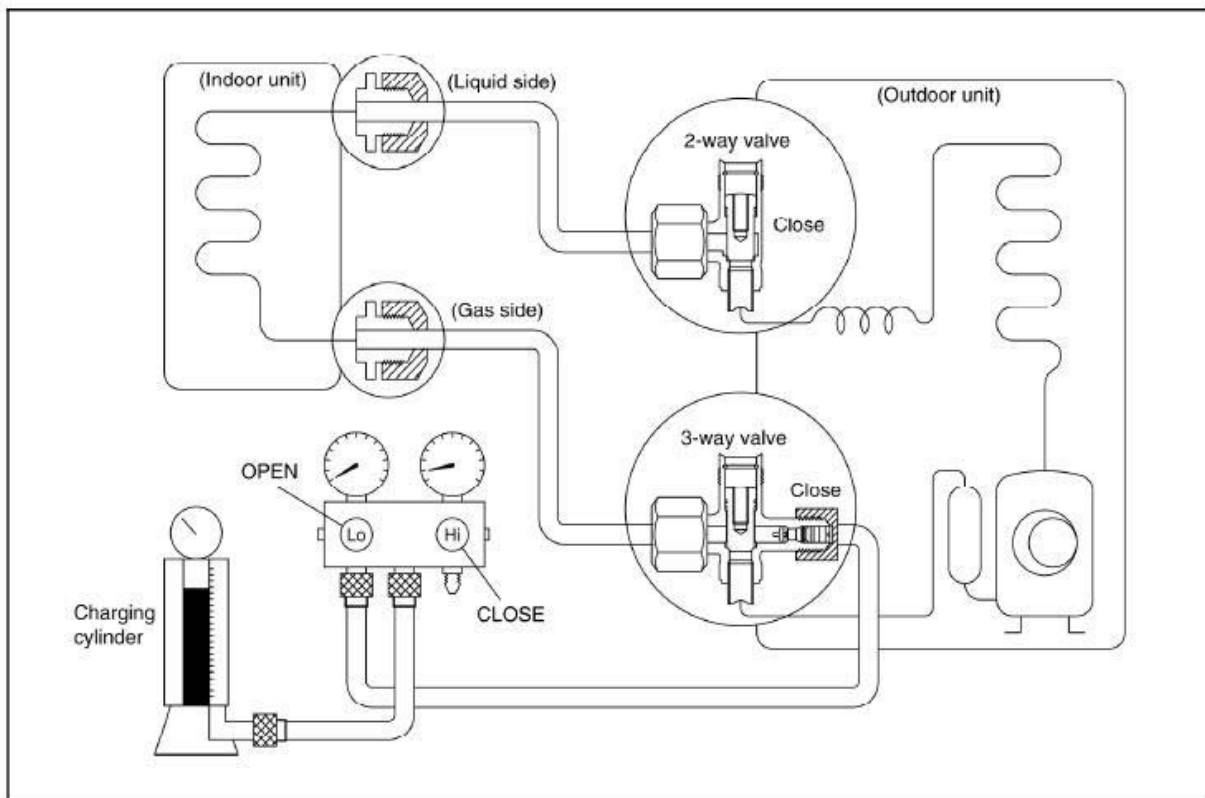 (Indoor unit)
(Liquid side)
(Outdoor unit)
2-way valve
Close
(Gas side)
3-way valve
Close
OPEN
Lo
Hi
CLOSE
Charging
cylinder